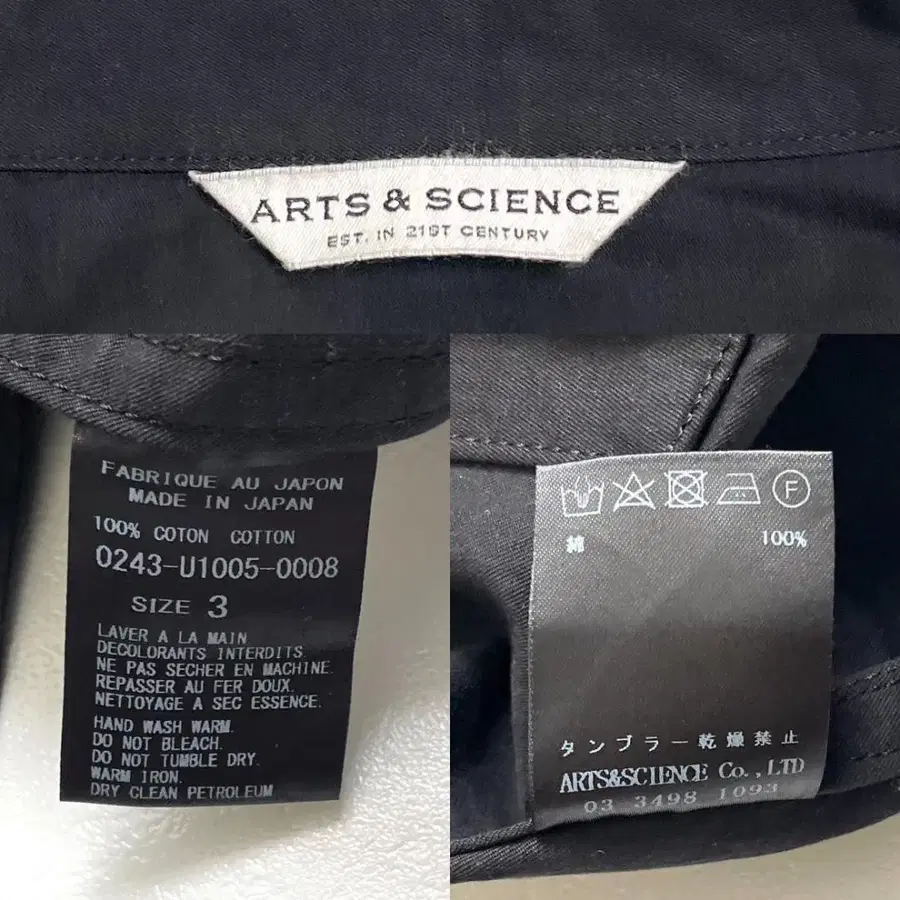 ARTS & SCIENCE
EST. IN 21ST CENTURY
FABRIQUE AU JAPON
MADE IN JAPAN
100% COTON COTTON
0243-U1005-0008
SIZE 3
LAVER A LA MAIN
DECOLORANTS INTERDITS
NE PAS SECHER EN MACHINE.
REPASSER AU FER DOUX.
NETTOYAGE A SEC ESSENCE.
HAND WASH WARM.
DO NOT BLEACH.
DO NOT TUMBLE DRY.
WARM IRON.
DRY CLEAN PETROLEUM
F
綿 100%
タンブラー乾燥禁止
ARTS&SCIENCE Co.,LTD
03 3498 1093